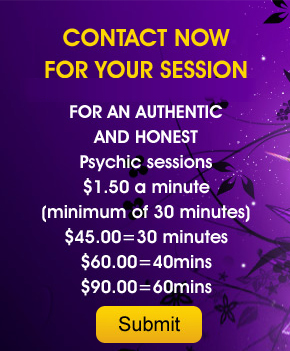 CONTACT NOW
FOR YOUR SESSION
FOR AN AUTHENTIC
AND HONEST
Psychic sessions
$1.50 a minute
(minimum of 30 minutes)
$45.00=30 minutes
$60.00=40mins
$90.00=60mins
Submit